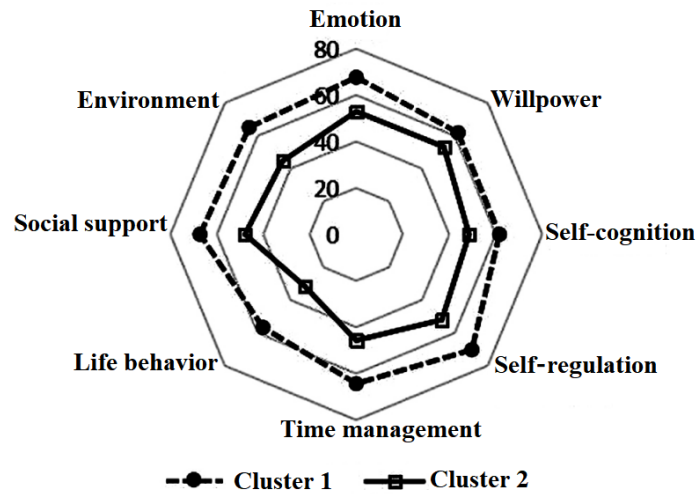 Emotion
80
60
40
20
0
Environment
Willpower
Social support
Self-cognition
Life behavior
Self-regulation
Time management
Cluster 1
Cluster 2